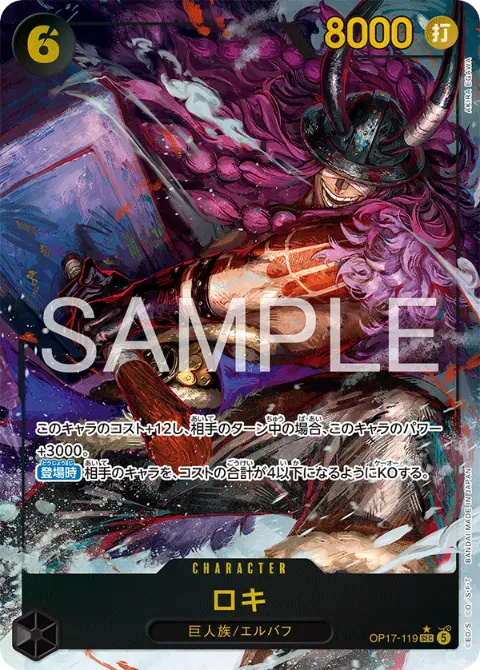 6
8000
打
AKIRA EGAWA
SAMPLE
このキャラのコスト+12し、相手のターン中の場合、このキャラのパワー
+3000。
登場時 相手のキャラを、コストの合計が4以下になるようにKOする。
BANDAI MADE IN JAPAN
CHARACTER
ロキ
巨人族/エルバフ
OP17-119 SEC 5